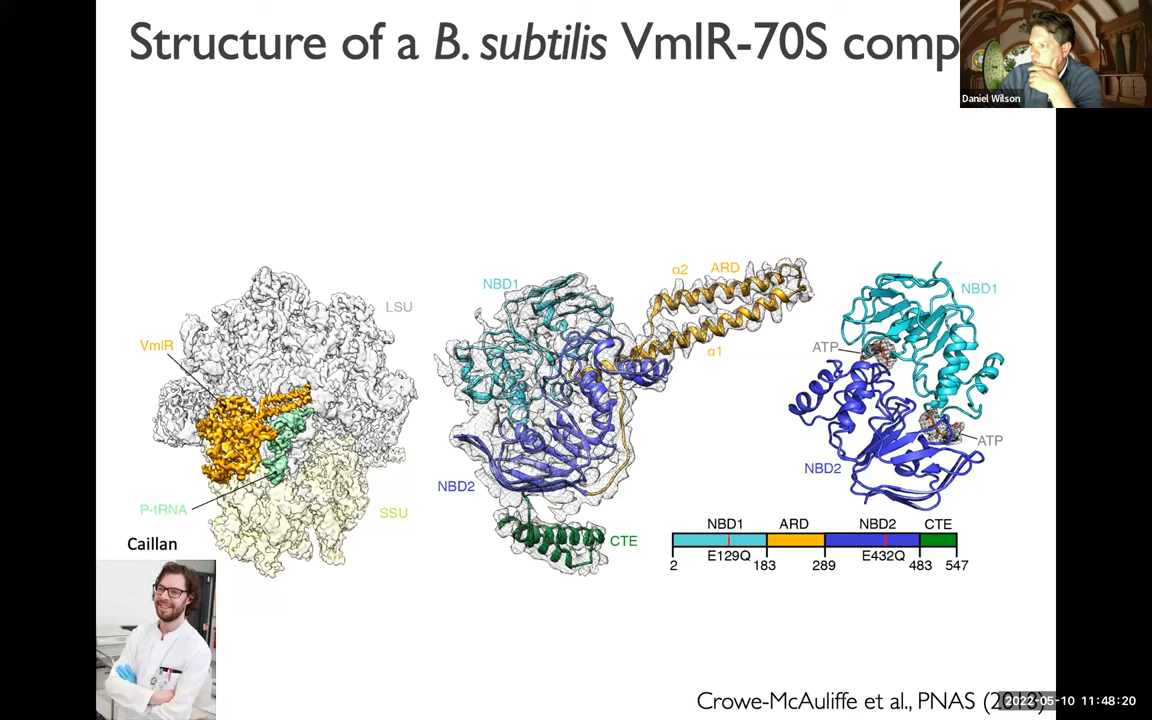 Structure of a B. subtilis VmlR-70S comp
Daniel Wilson
LSU
VmlR
P-tRNA
SSU
Caillan
NBD1
α2
ARD
α1
NBD2
CTE
NBD1
ATP
ATP
NBD2
NBD1 ARD NBD2 CTE
E129Q E432Q
2 183 289 483 547
Crowe-McAuliffe et al., PNAS
2022-05-10 11:48:20